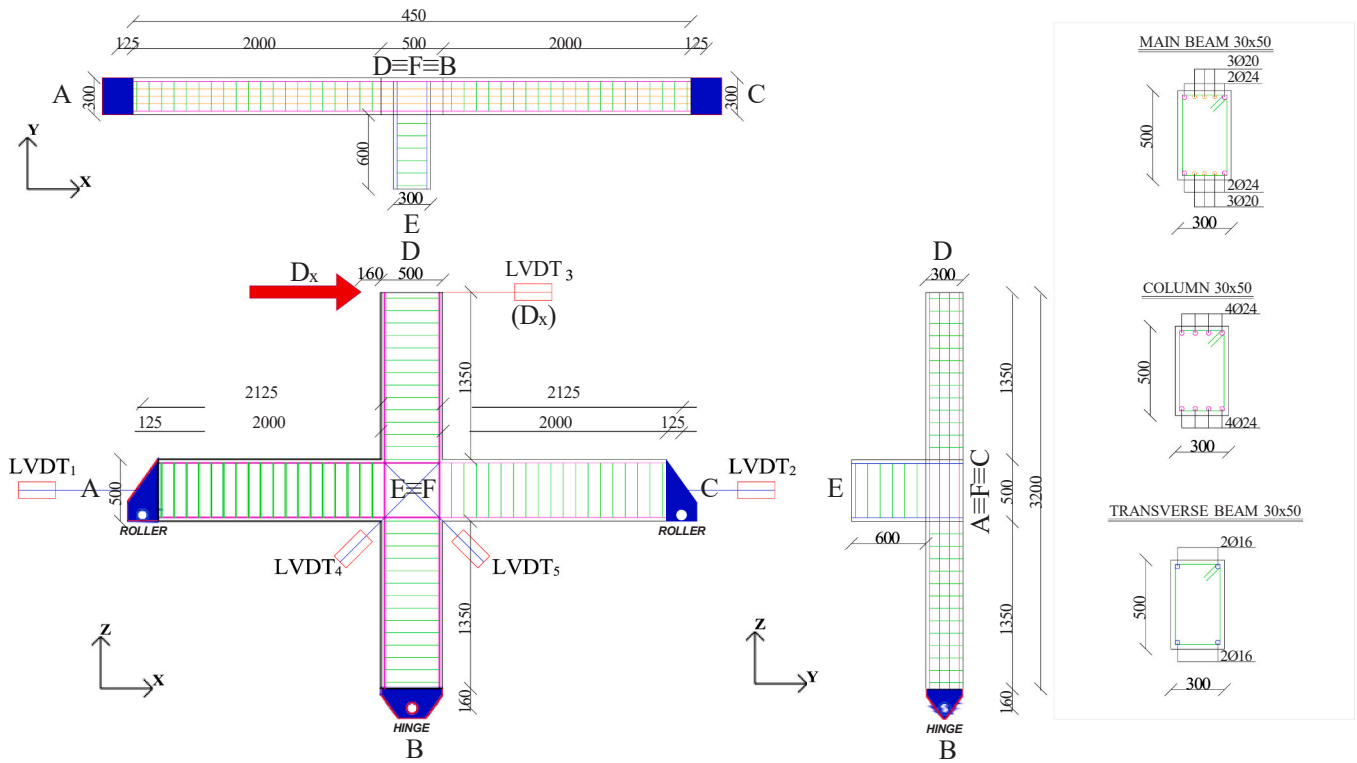 450
125
2000
500
2000
125
D≡F≡B
A
300
300
C
Y
X
600
300
E
D
Dx
160
500
LVDT 3
(Dx)
1350
2125
2125
125
2000
2000
125
LVDT1
A
500
E≡F
C
LVDT2
ROLLER
ROLLER
LVDT4
LVDT5
1350
Z
X
160
HINGE
B
D
300
1350
3200
E
A≡F≡C
500
600
1350
Z
Y
160
HINGE
B
MAIN BEAM 30x50
3Ø20
2Ø24
500
2Ø24
3Ø20
300
COLUMN 30x50
4Ø24
500
4Ø24
300
TRANSVERSE BEAM 30x50
2Ø16
500
2Ø16
300